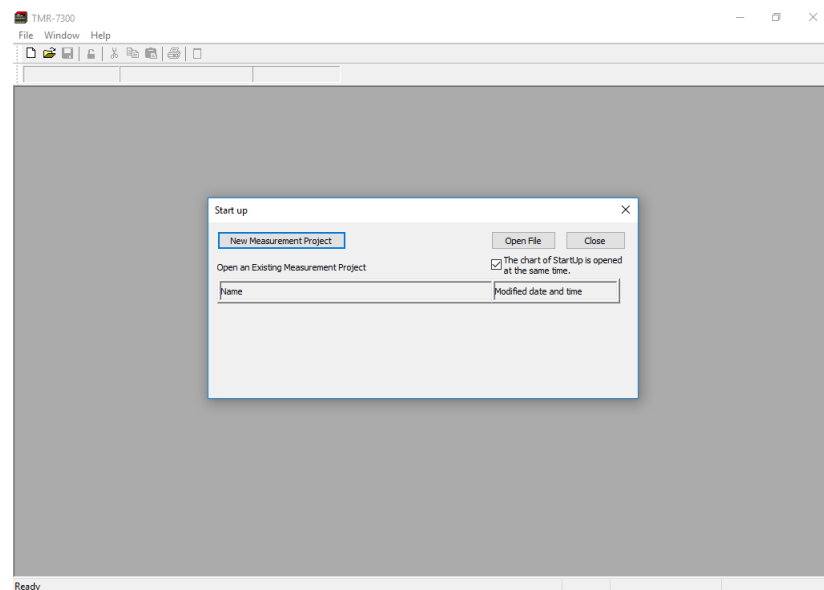 TMR-7300
File Window Help
Start up
New Measurement Project
Open File
Close
Open an Existing Measurement Project
The chart of StartUp is opened
at the same time.
Name
Modified date and time
Ready